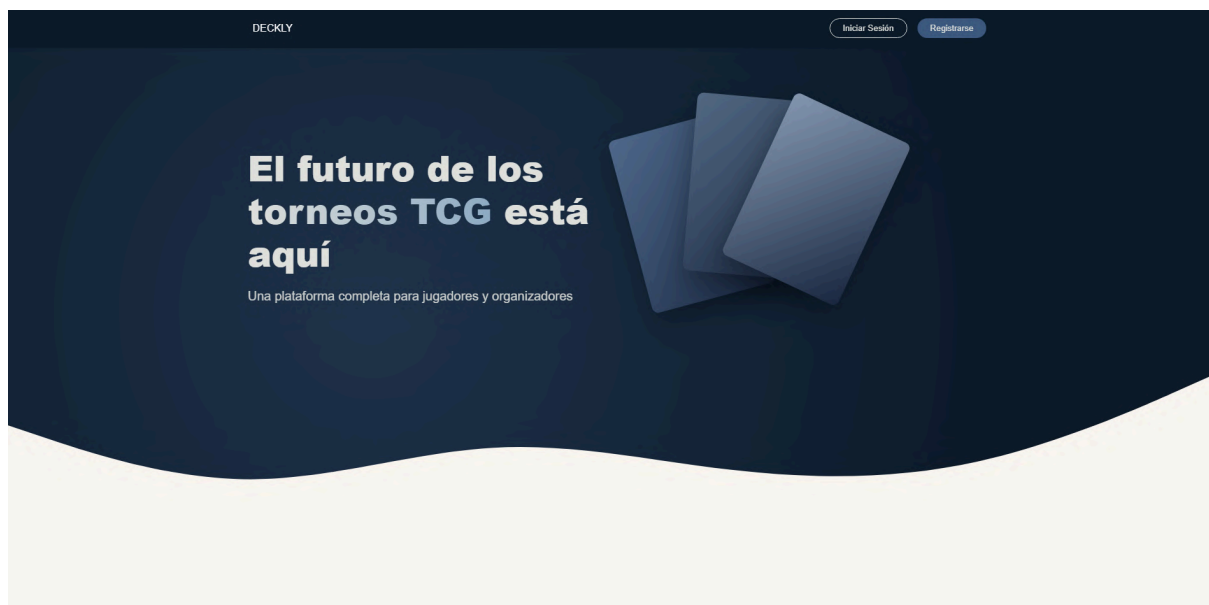 DECKLY
Iniciar Sesión
Registrarse
El futuro de los
torneos TCG está
aquí
Una plataforma completa para jugadores y organizadores